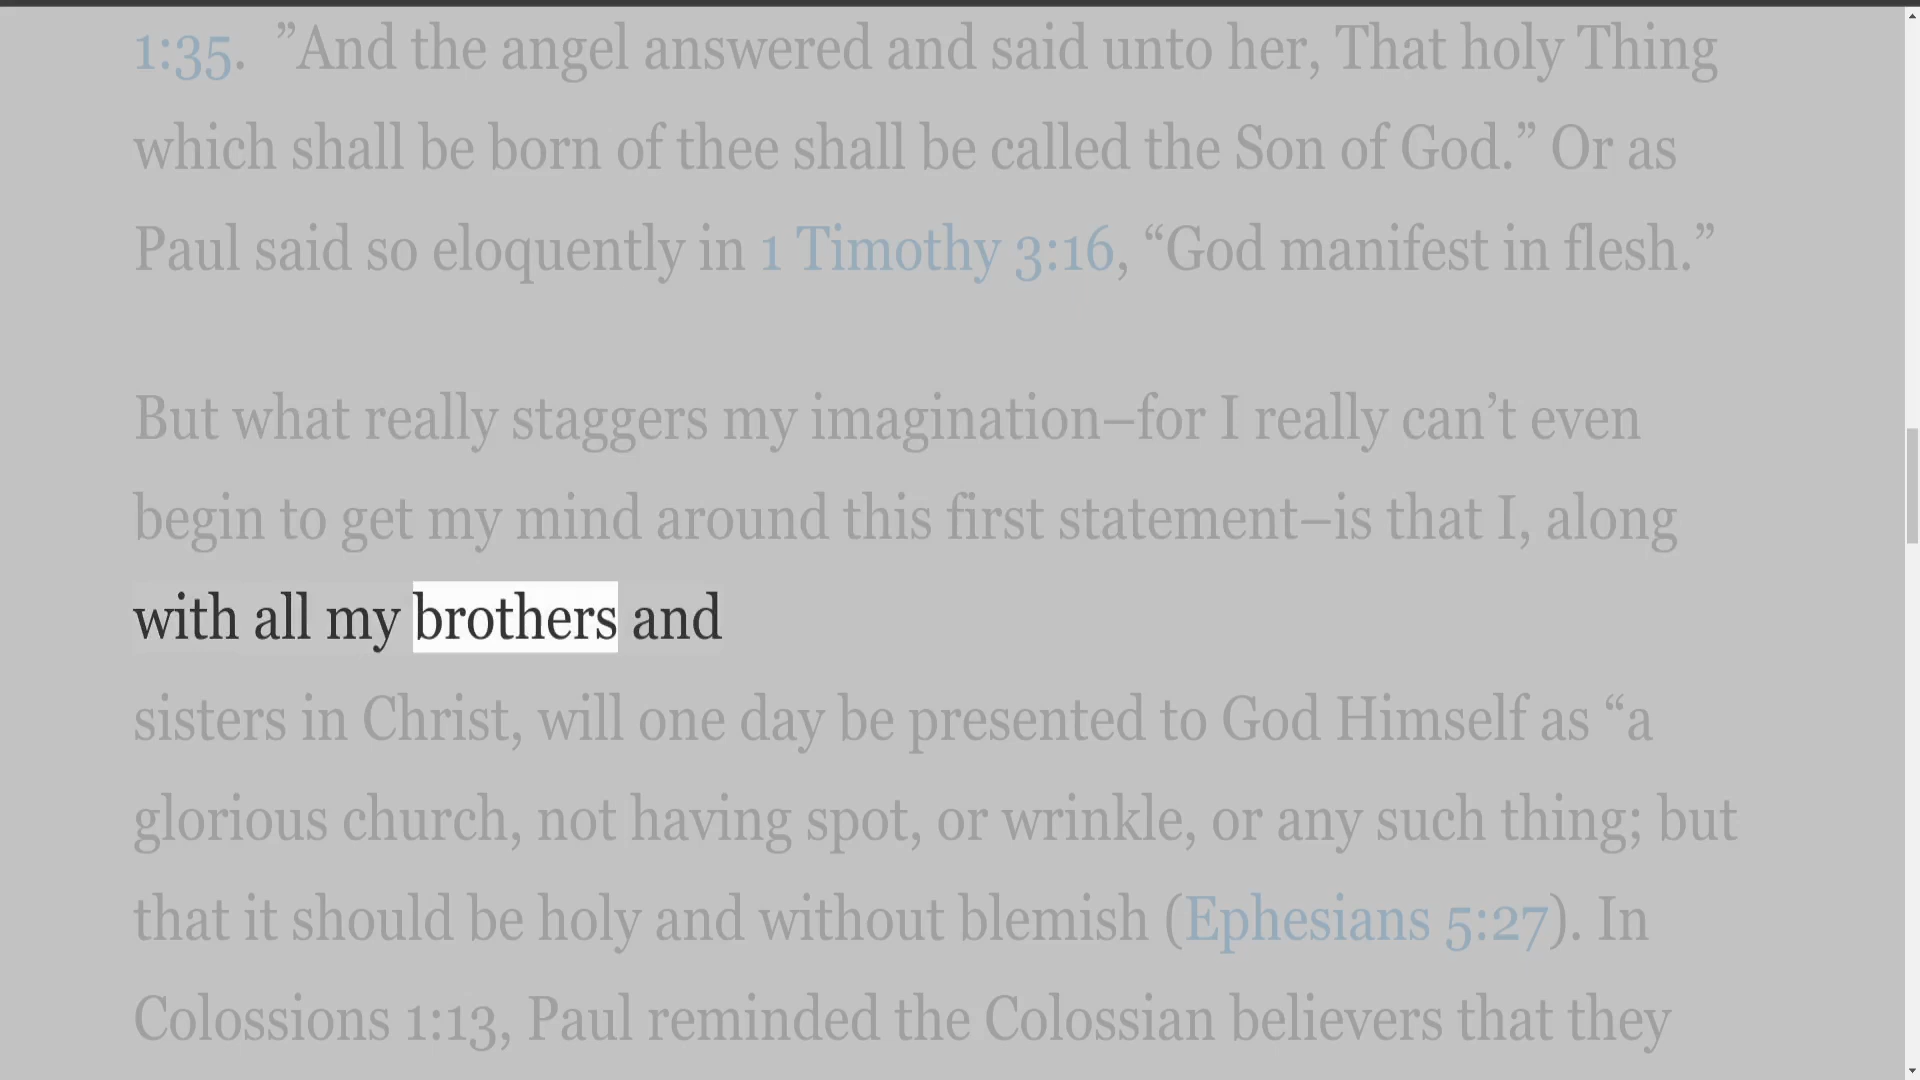 1:35.  ”And the angel answered and said unto her, That holy Thing
which shall be born of thee shall be called the Son of God.” Or as
Paul said so eloquently in 1 Timothy 3:16, “God manifest in flesh.”
But what really staggers my imagination–for I really can’t even
begin to get my mind around this first statement–is that I, along
with all my brothers and
sisters in Christ, will one day be presented to God Himself as “a
glorious church, not having spot, or wrinkle, or any such thing; but
that it should be holy and without blemish (Ephesians 5:27). In
Colossions 1:13, Paul reminded the Colossian believers that they